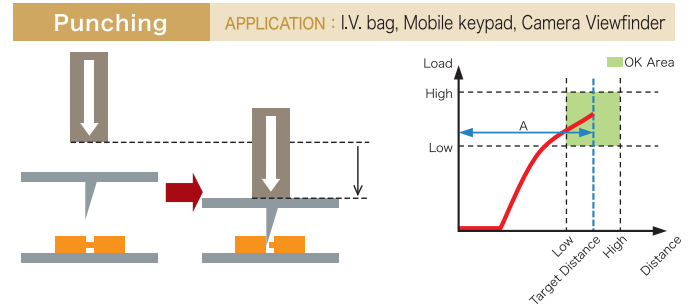 Punching
APPLICATION : I.V. bag, Mobile keypad, Camera Viewfinder
Load
OK Area
High
A
Low
Low
Target Distance
High
Distance